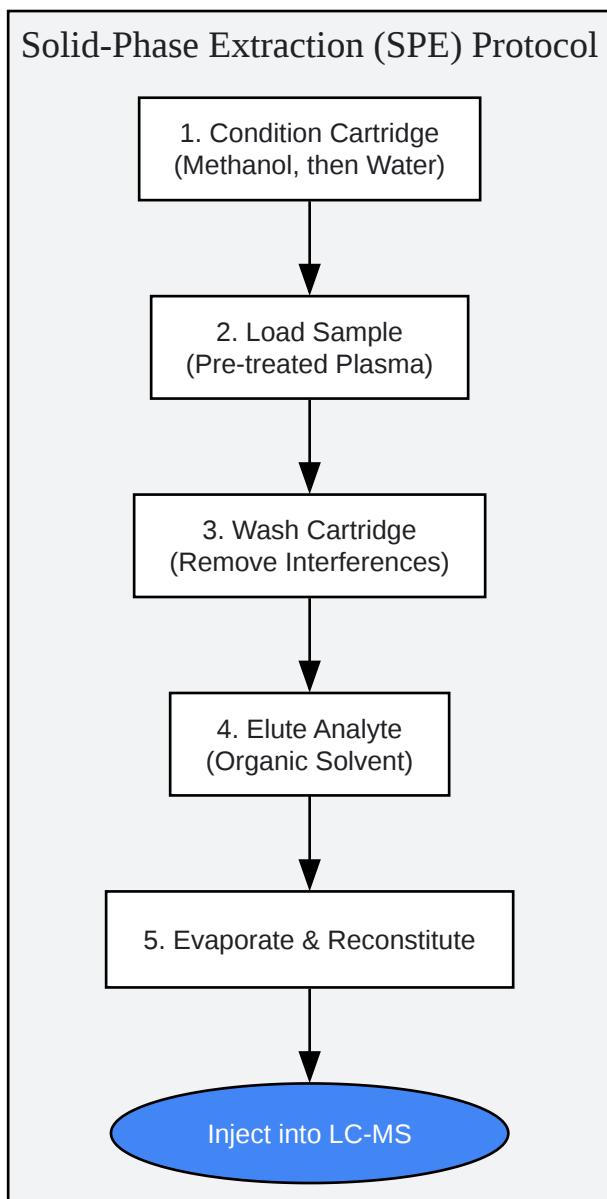 Solid-Phase Extraction (SPE) Protocol
1. Condition Cartridge
(Methanol, then Water)
2. Load Sample
(Pre-treated Plasma)
3. Wash Cartridge
(Remove Interferences)
4. Elute Analyte
(Organic Solvent)
5. Evaporate & Reconstitute
Inject into LC-MS